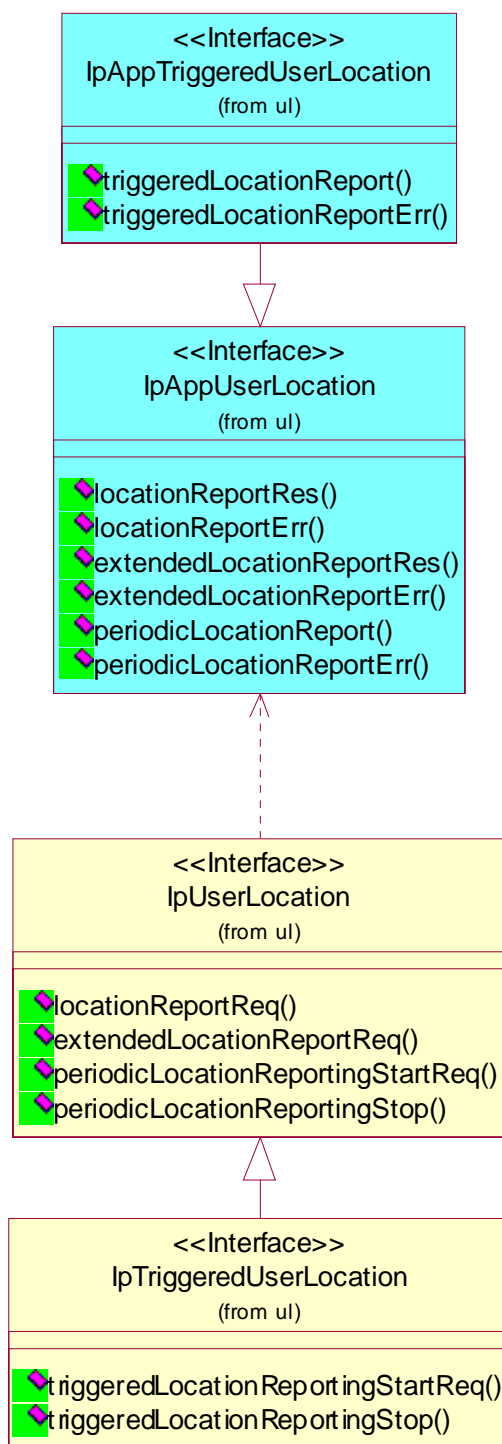 <<Interface>>
IpAppTriggeredUserLocation
(from ul)
triggeredLocationReport()
triggeredLocationReportErr()
<<Interface>>
IpAppUserLocation
(from ul)
locationReportRes()
locationReportErr()
extendedLocationReportRes()
extendedLocationReportErr()
periodicLocationReport()
periodicLocationReportErr()
<<Interface>>
IpUserLocation
(from ul)
locationReportReq()
extendedLocationReportReq()
periodicLocationReportingStartReq()
periodicLocationReportingStop()
<<Interface>>
IpTriggeredUserLocation
(from ul)
triggeredLocationReportingStartReq()
triggeredLocationReportingStop()